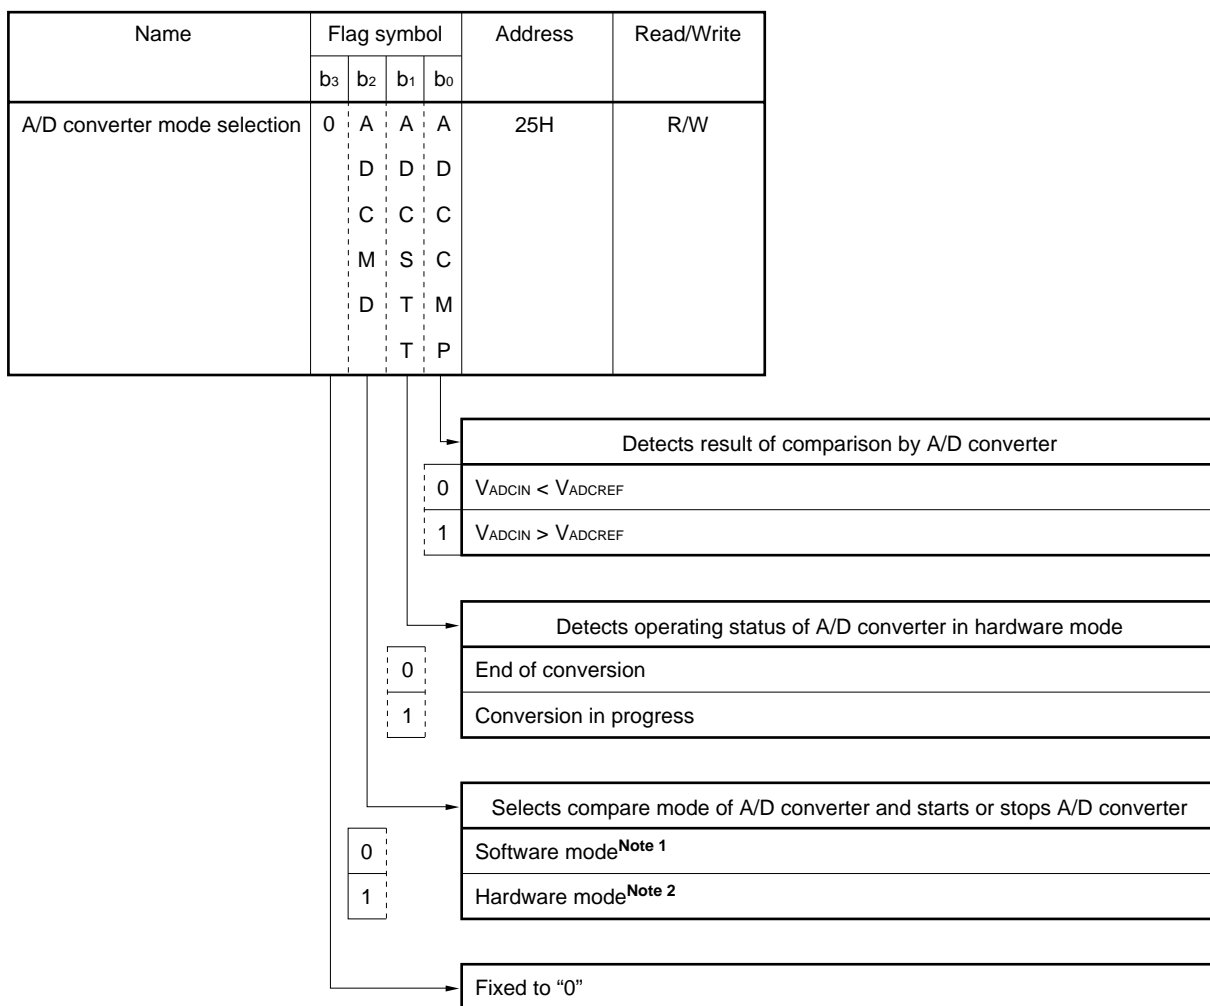 Name Flag symbol Address Read/Write
b3 b2 b1 b0
A/D converter mode selection 0 A A A 25H R/W
D D D
C C C
M S C
D T M
T P
Detects result of comparison by A/D converter
0 VADCIN < VADCREF
1 VADCIN > VADCREF
Detects operating status of A/D converter in hardware mode
0 End of conversion
1 Conversion in progress
Selects compare mode of A/D converter and starts or stops A/D converter
0 Software modeNote 1
1 Hardware modeNote 2
Fixed to “0”